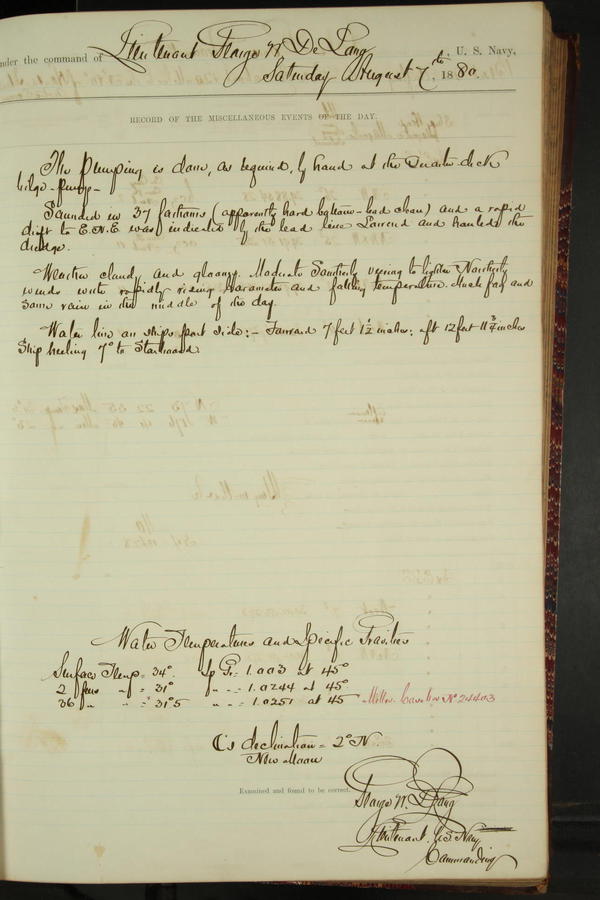 under the command of Lieutenant George W. De Long, U. S. Navy,
Saturday August 7th, 1880.
RECORD OF THE MISCELLANEOUS EVENTS OF THE DAY.
The pumping is done, as required, by hand at the Quarter deck
bilge-pump-
Sounded in 37 fathoms (apparently hard bottom-lead clean) and a rapid
drift to E.N.E was indicated by the lead line Lowered and hauled the
dredge.
Weather cloudy and gloomy. Moderate Southerly veering to lighter Northerly
winds with rapidly rising barometer and falling temperature. Much fog and
some rain in the middle of the day.
Water line on ships port side:- Forward 7 feet 1½ inches: aft 12 feet 11¾ inches
Ship heeling 7° to Starboard.
Water Temperatures and Specific Gravities
Surface Temp = 34°. Sp Gr = 1.003 at 45°
2 fms " = 31° " " = 1.0244 at 45°
36 " " = 31°.5 " - = 1.0251 at 45° Miller Casella No 24403
☾'s declination = 2° N.
New Moon
Examined and found to be correct.
George W. De Long
Lieutenant U.S. Navy
Commanding